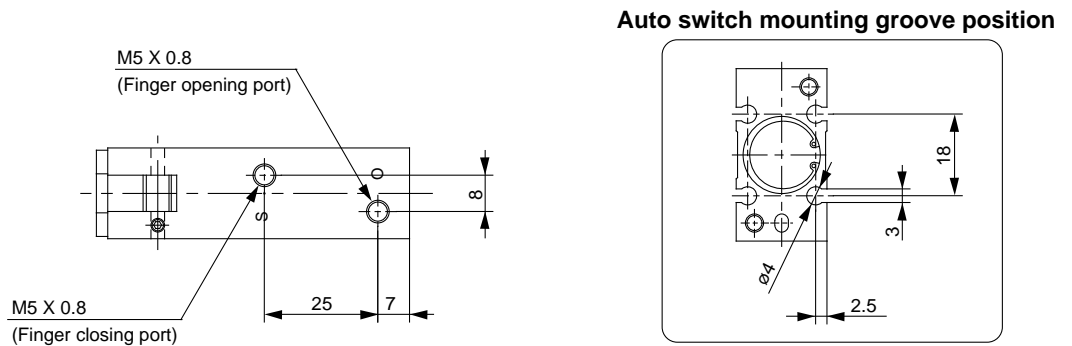 Auto switch mounting groove position
M5 X 0.8
(Finger opening port)
O
8
S
25
7
M5 X 0.8
(Finger closing port)
18
3
ø4
2.5